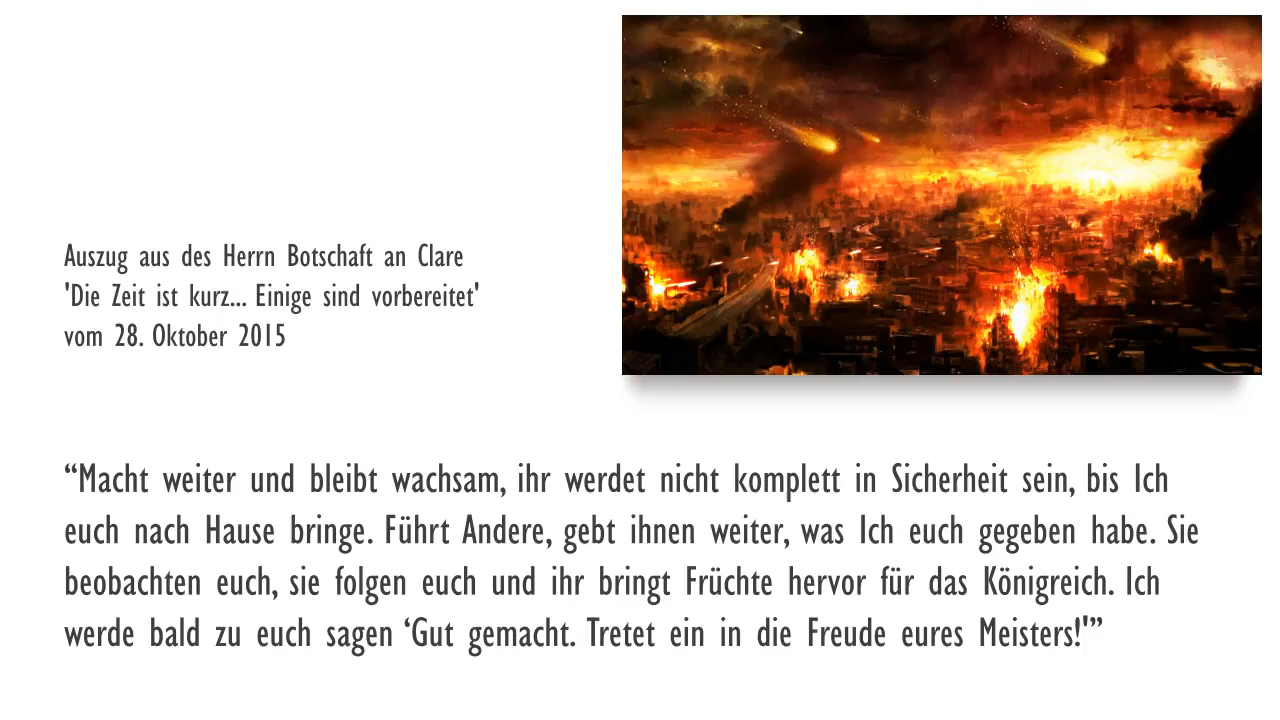 Auszug aus des Herrn Botschaft an Clare
'Die Zeit ist kurz... Einige sind vorbereitet'
vom 28. Oktober 2015
“Macht weiter und bleibt wachsam, ihr werdet nicht komplett in Sicherheit sein, bis Ich
euch nach Hause bringe. Führt Andere, gebt ihnen weiter, was Ich euch gegeben habe. Sie
beobachten euch, sie folgen euch und ihr bringt Früchte hervor für das Königreich. Ich
werde bald zu euch sagen ‘Gut gemacht. Tretet ein in die Freude eures Meisters!'”